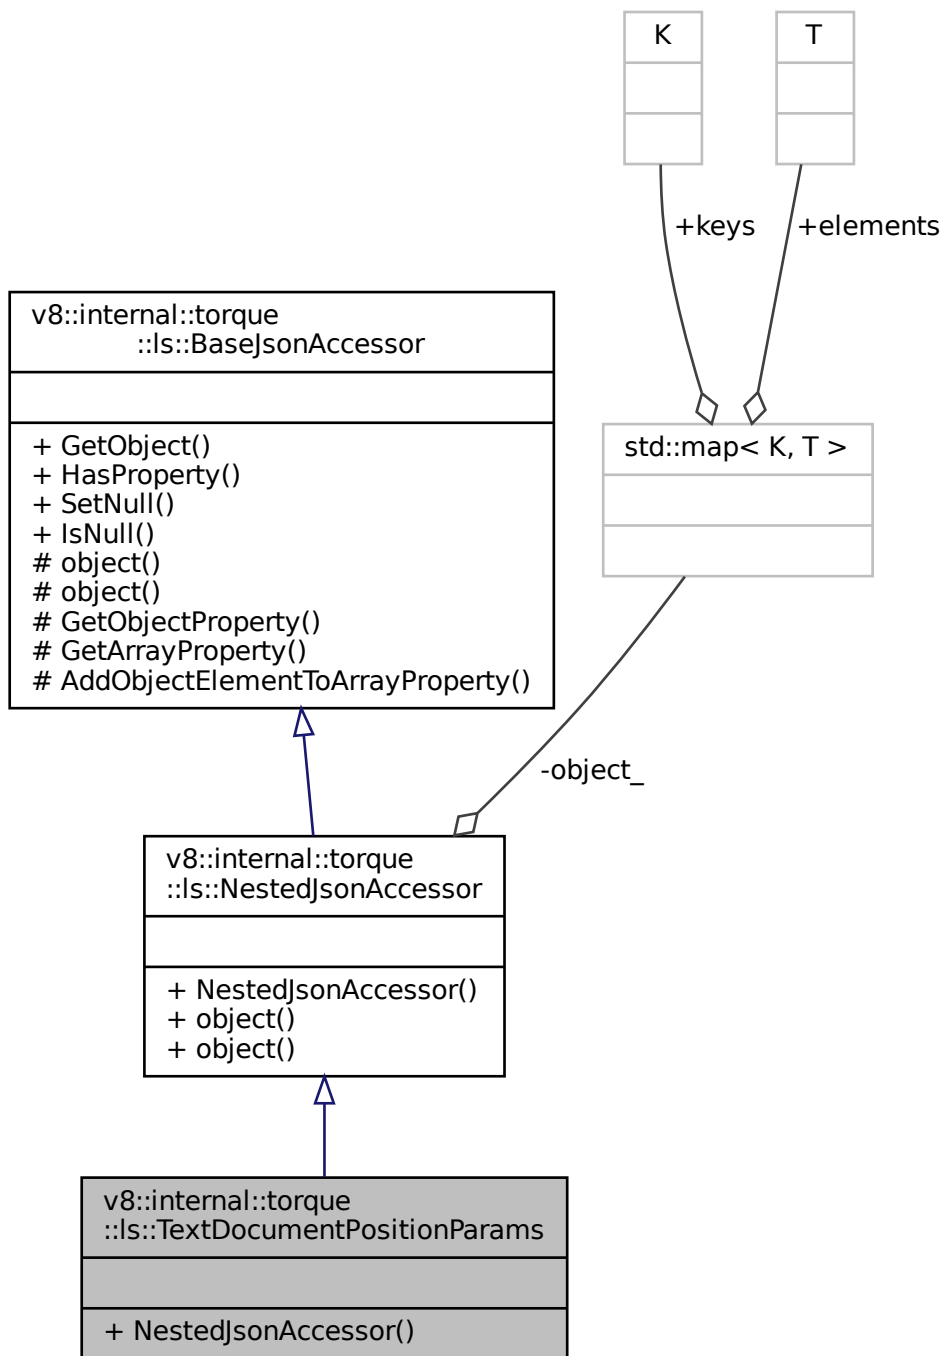 K
T
+keys
+elements
v8::internal::torque
::ls::BaseJsonAccessor
+ GetObject()
+ HasProperty()
+ SetNull()
+ IsNull()
# object()
# object()
# GetObjectProperty()
# GetArrayProperty()
# AddObjectElementToArrayProperty()
std::map< K, T >
-object_
v8::internal::torque
::ls::NestedJsonAccessor
+ NestedJsonAccessor()
+ object()
+ object()
v8::internal::torque
::ls::TextDocumentPositionParams
+ NestedJsonAccessor()